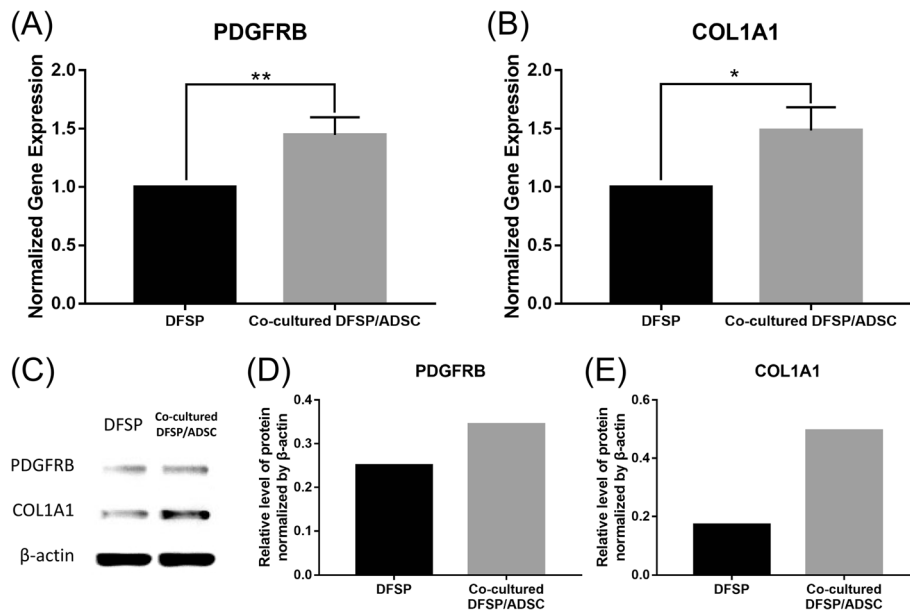 (A)
PDGFRB
Normalized Gene Expression
2.0
1.5
1.0
0.5
0.0
**
DFSP
Co-cultured DFSP/ADSC
(B)
COL1A1
Normalized Gene Expression
2.0
1.5
1.0
0.5
0.0
*
DFSP
Co-cultured DFSP/ADSC
(C)
DFSP
Co-cultured
DFSP/ADSC
PDGFRB
COL1A1
β-actin
(D)
PDGFRB
Relative level of protein
normalized by β-actin
0.4
0.3
0.2
0.1
0.0
DFSP
Co-cultured
DFSP/ADSC
(E)
COL1A1
Relative level of protein
normalized by β-actin
0.6
0.4
0.2
0.0
DFSP
Co-cultured
DFSP/ADSC